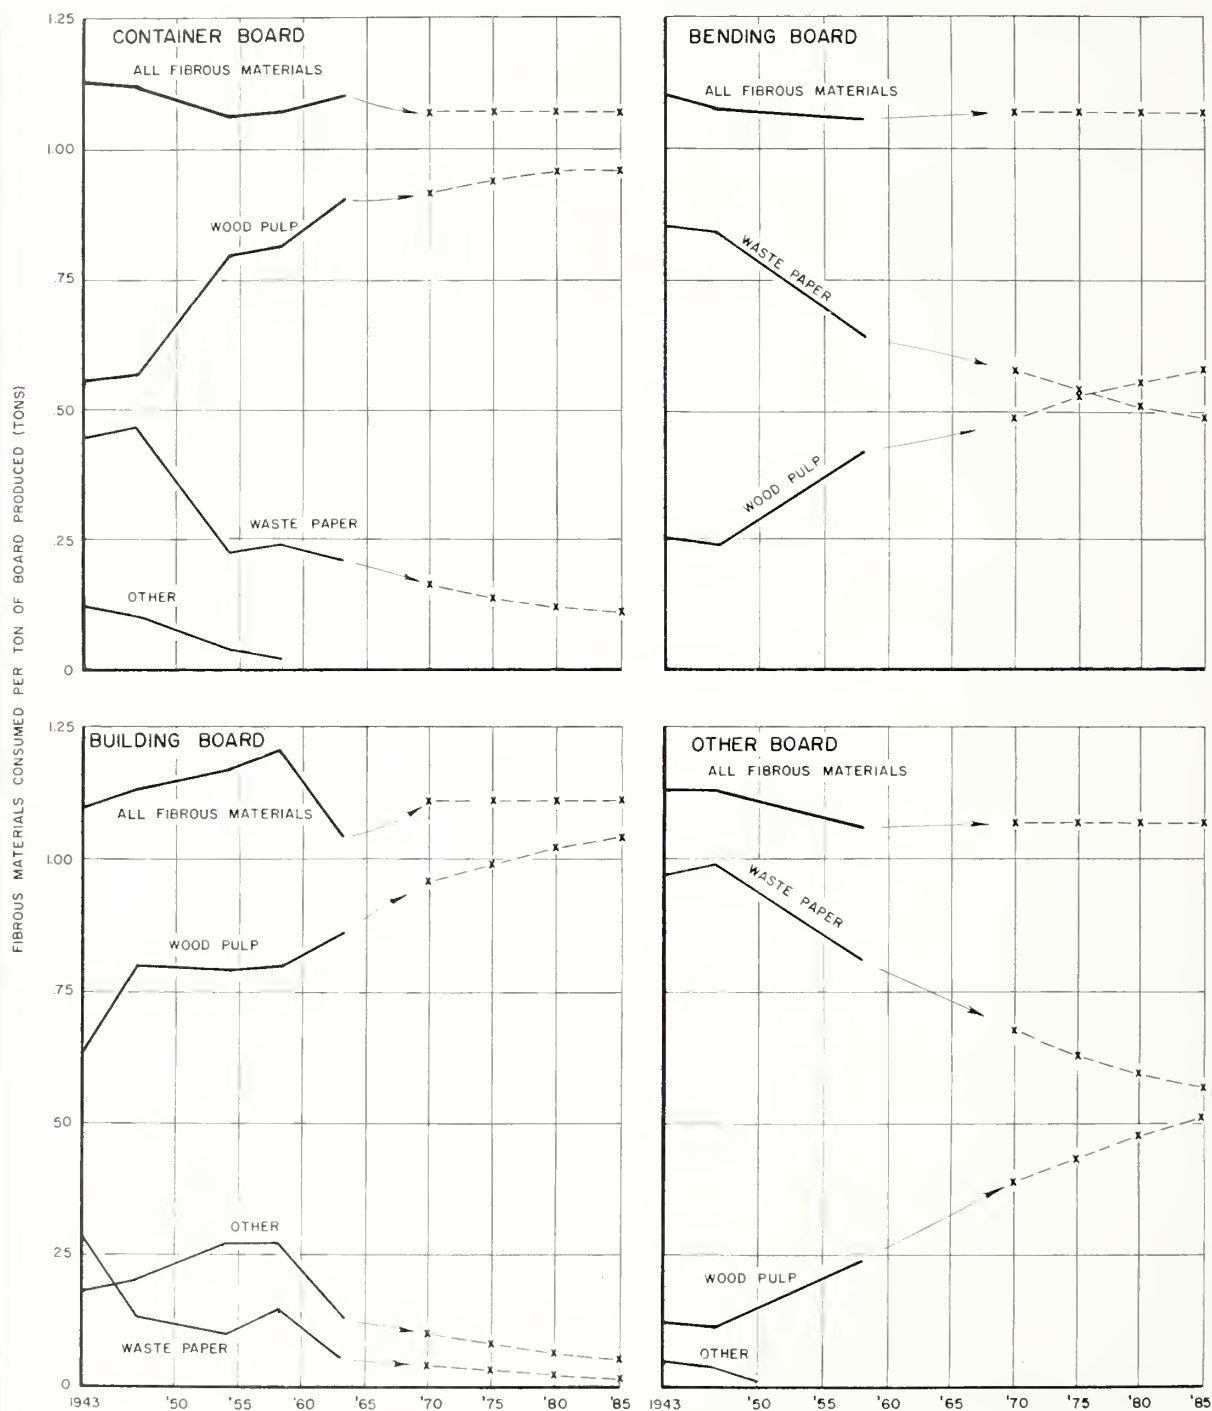 FIBROUS MATERIALS CONSUMED PER TON OF BOARD PRODUCED (TONS)
CONTAINER BOARD
ALL FIBROUS MATERIALS
WOOD PULP
WASTE PAPER
OTHER
1.25
1.00
.75
.50
.25
0
BENDING BOARD
ALL FIBROUS MATERIALS
WASTE PAPER
WOOD PULP
BUILDING BOARD
ALL FIBROUS MATERIALS
WOOD PULP
OTHER
WASTE PAPER
1.25
1.00
.75
.50
.25
0
1943 '50 '55 '60 '65 '70 '75 '80 '85
OTHER BOARD
ALL FIBROUS MATERIALS
WASTE PAPER
WOOD PULP
OTHER
1943 '50 '55 '60 '65 '70 '75 '80 '85